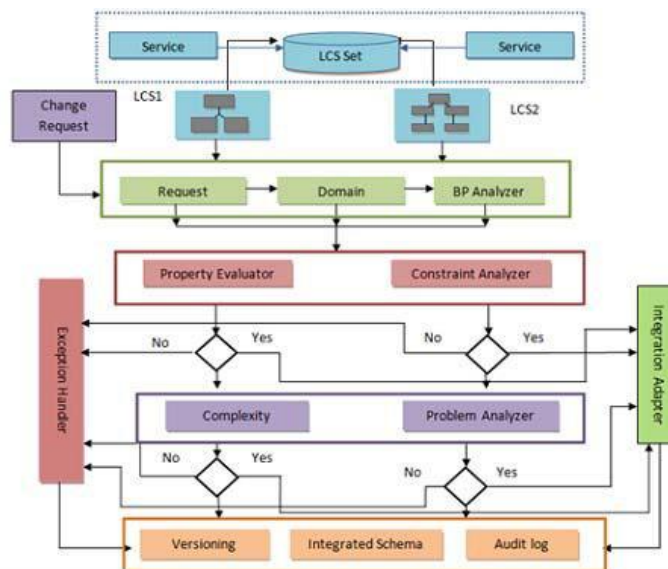 Service
LCS Set
Service
Change
Request
LCS1
LCS2
Request
Domain
BP Analyzer
Property Evaluator
Constraint Analyzer
Exception Handler
Integration Adapter
No
Yes
No
Yes
Complexity
Problem Analyzer
No
Yes
No
Yes
Versioning
Integrated Schema
Audit log